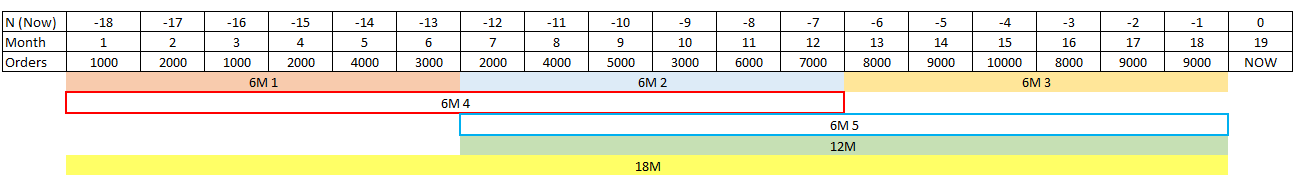 N (Now) -18 -17 -16 -15 -14 -13 -12 -11 -10 -9 -8 -7 -6 -5 -4 -3 -2 -1 0
Month 1 2 3 4 5 6 7 8 9 10 11 12 13 14 15 16 17 18 19
Orders 1000 2000 1000 2000 4000 3000 2000 4000 5000 3000 6000 7000 8000 9000 10000 8000 9000 9000 NOW
6M 1 6M 2 6M 3
6M 4
6M 5
12M
18M